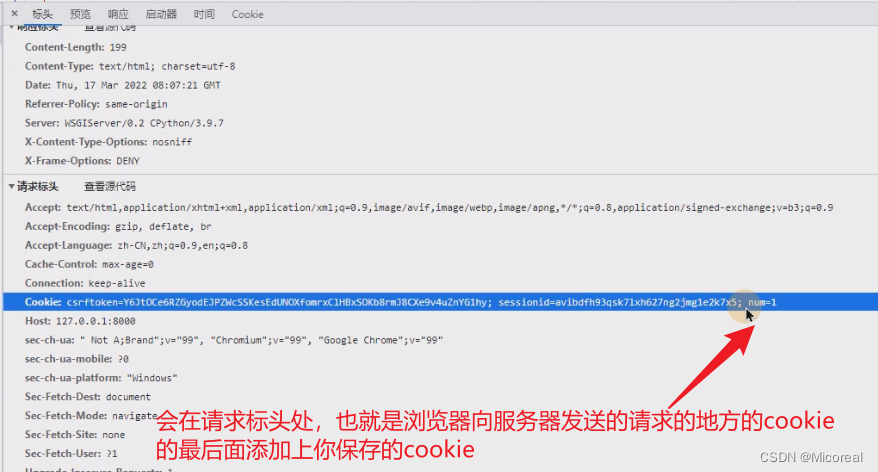 × 标头 预览 响应 启动器 时间 Cookie
▼响应标头 查看源代码
Content-Length: 199
Content-Type: text/html; charset=utf-8
Date: Thu, 17 Mar 2022 08:07:21 GMT
Referrer-Policy: same-origin
Server: WSGIServer/0.2 CPython/3.9.7
X-Content-Type-Options: nosniff
X-Frame-Options: DENY
▼请求标头 查看源代码
Accept: text/html,application/xhtml+xml,application/xml;q=0.9,image/avif,image/webp,image/apng,*/*;q=0.8,application/signed-exchange;v=b3;q=0.9
Accept-Encoding: gzip, deflate, br
Accept-Language: zh-CN,zh;q=0.9,en;q=0.8
Cache-Control: max-age=0
Connection: keep-alive
Cookie: csrftoken=Y6JtOCe6RZGyodEJPZWcSSKesEdUNOXfomrxClHBxSOKb8rmJ8CXe9v4uZnYG1hy; sessionid=avibdfh93qsk7lxh627ng2jmg1e2k7x5; num=1
Host: 127.0.0.1:8000
sec-ch-ua: " Not A;Brand";v="99", "Chromium";v="99", "Google Chrome";v="99"
sec-ch-ua-mobile: ?0
sec-ch-ua-platform: "Windows"
Sec-Fetch-Dest: document
Sec-Fetch-Mode: navigate
Sec-Fetch-Site: none
Sec-Fetch-User: ?1
会在请求标头处，也就是浏览器向服务器发送的请求的地方的cookie
的最后面添加上你保存的cookie
Upgrade-Insecure-Requests: 1
CSDN @Micoreal